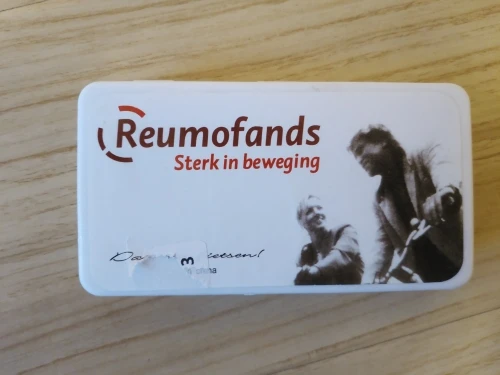 Reumofands
Sterk in beweging
3